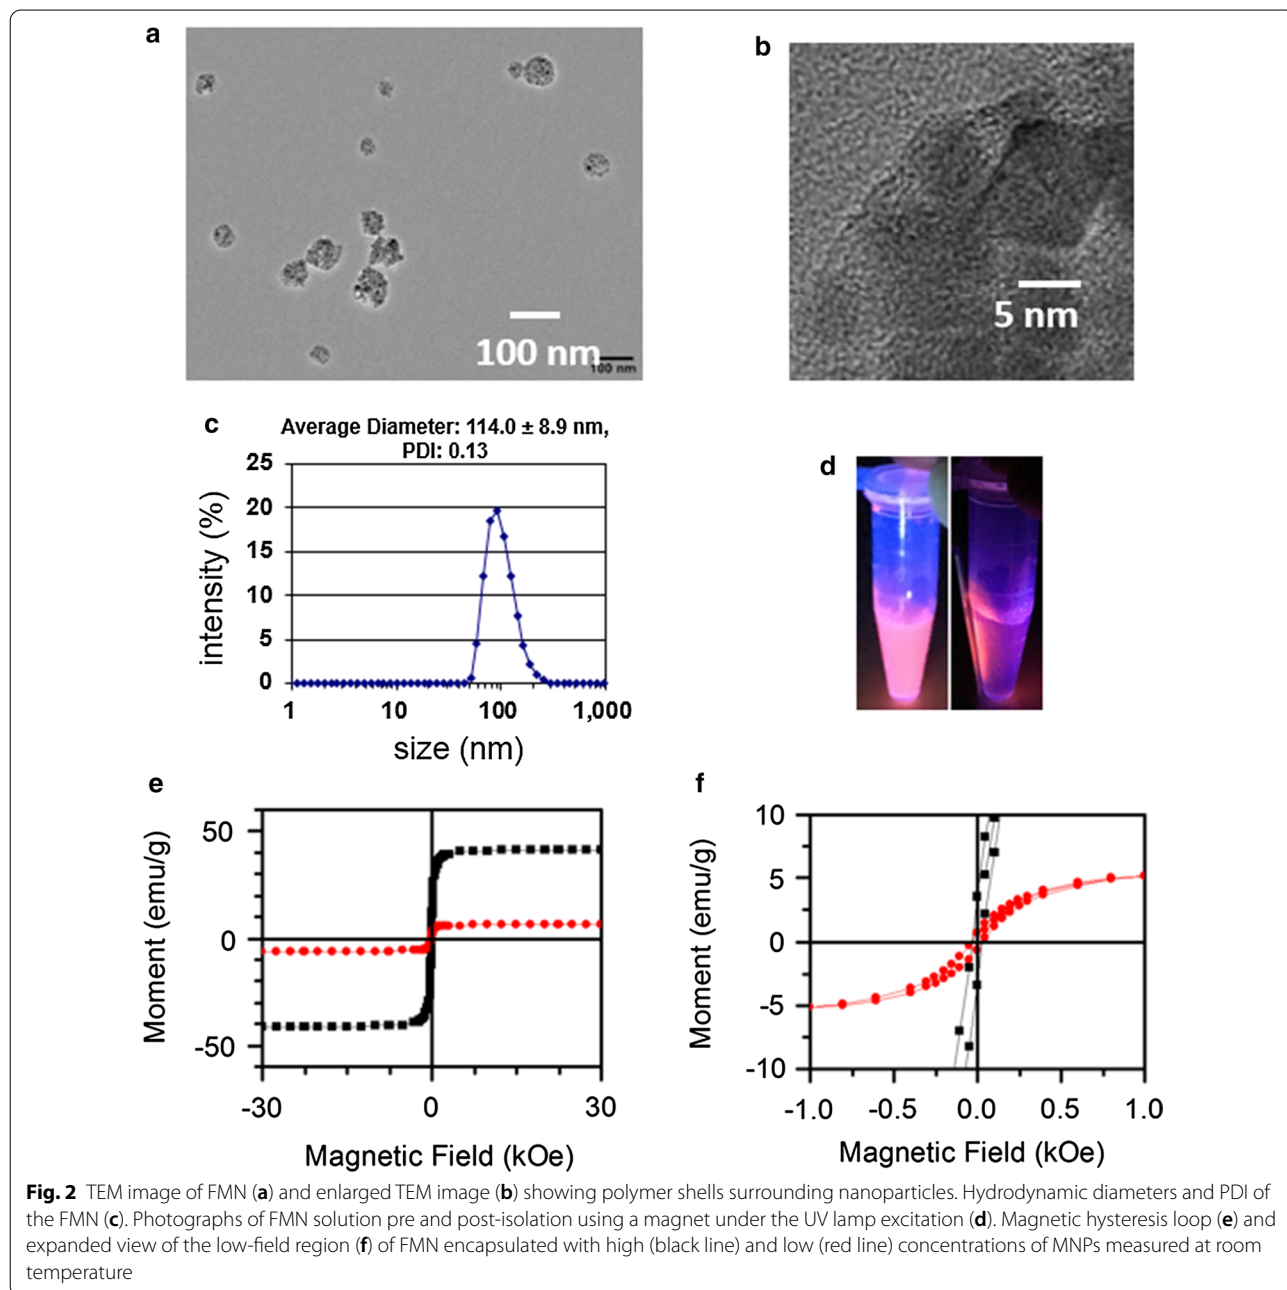 a
b
100 nm
100 nm
5 nm
c
Average Diameter: 114.0 ± 8.9 nm,
PDI: 0.13
25
20
15
10
5
0
intensity (%)
1
10
100
1,000
size (nm)
d
e
50
0
-50
Moment (emu/g)
-30
0
30
Magnetic Field (kOe)
f
10
5
0
-5
-10
Moment (emu/g)
-1.0
-0.5
0.0
0.5
1.0
Magnetic Field (kOe)
Fig. 2 TEM image of FMN (a) and enlarged TEM image (b) showing polymer shells surrounding nanoparticles. Hydrodynamic diameters and PDI of
the FMN (c). Photographs of FMN solution pre and post-isolation using a magnet under the UV lamp excitation (d). Magnetic hysteresis loop (e) and
expanded view of the low-field region (f) of FMN encapsulated with high (black line) and low (red line) concentrations of MNPs measured at room
temperature